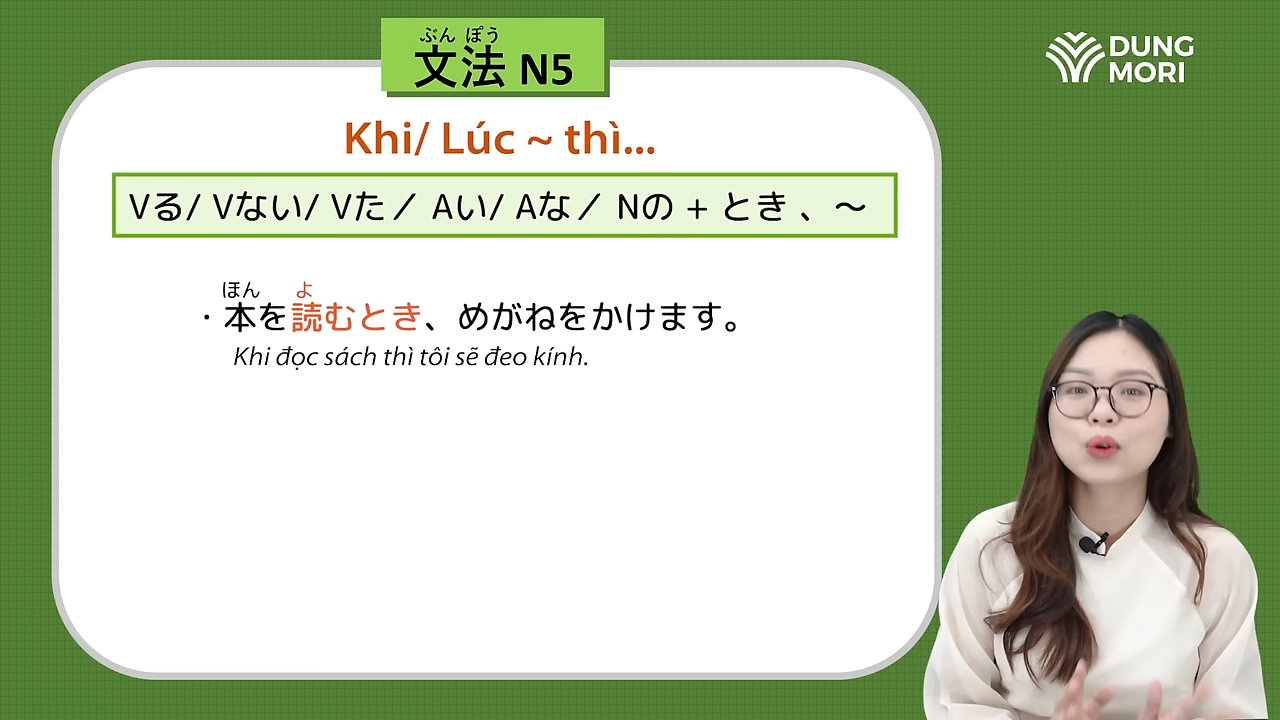 ぶん ぽう
文法 N5
DUNG
MORI
Khi/ Lúc ~ thì...
Vる/ Vない/ Vた／ Aい/ Aな／ Nの + とき 、～
ほん よ
・本を読むとき、めがねをかけます。
Khi đọc sách thì tôi sẽ đeo kính.